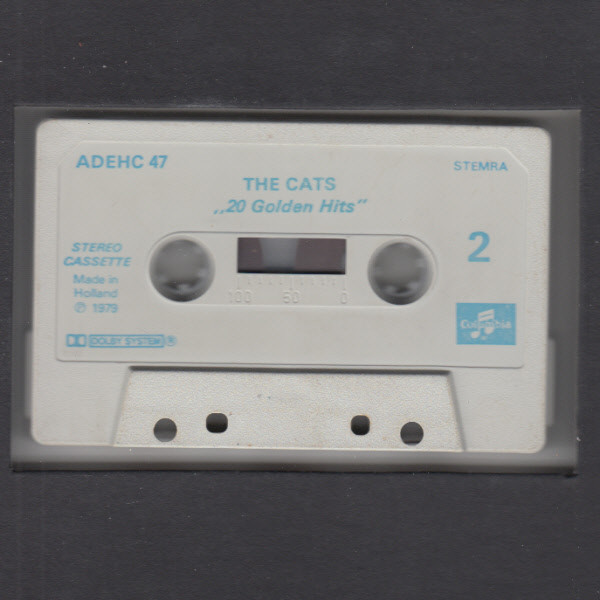 ADEHC 47
STEMRA
THE CATS
„20 Golden Hits”
STEREO
CASSETTE
2
Made in
Holland
℗ 1979
100 50 0
Columbia
DOLBY SYSTEM ®